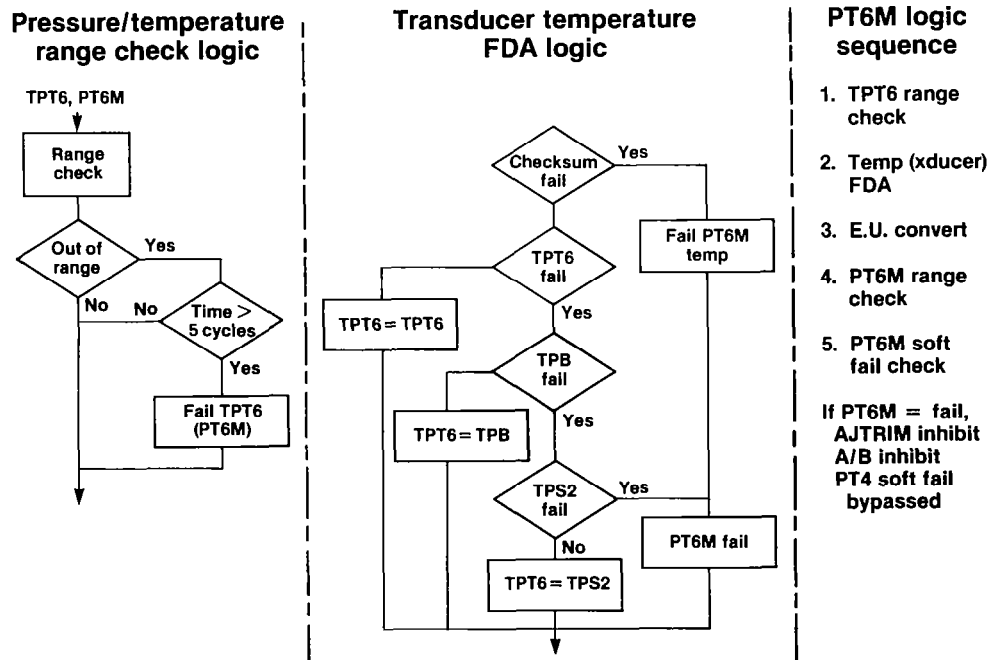 Pressure/temperature
range check logic
TPT6, PT6M
Range
check
Out of
range
Yes
No
No
Time >
5 cycles
Yes
Fail TPT6
(PT6M)
Transducer temperature
FDA logic
Checksum
fail
Yes
Fail PT6M
temp
TPT6
fail
TPT6 = TPT6
Yes
TPB
fail
TPT6 = TPB
Yes
TPS2
fail
Yes
PT6M fail
No
TPT6 = TPS2
PT6M logic
sequence
1. TPT6 range
check
2. Temp (xducer)
FDA
3. E.U. convert
4. PT6M range
check
5. PT6M soft
fail check
If PT6M = fail,
AJTRIM inhibit
A/B inhibit
PT4 soft fail
bypassed